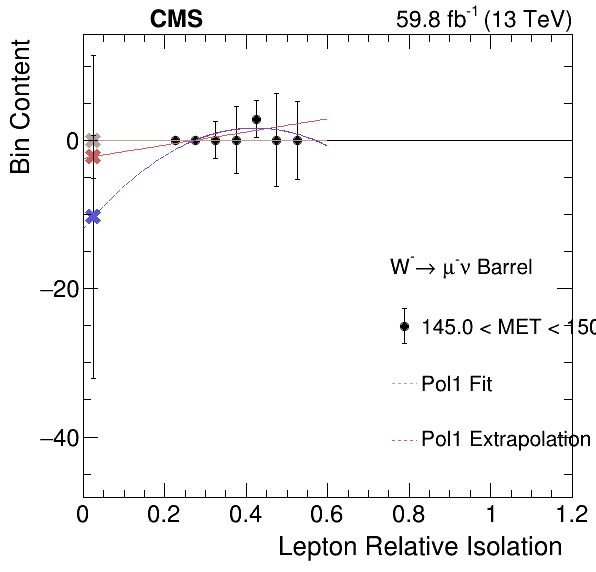 CMS 59.8 fb⁻¹ (13 TeV)
Bin Content
0
−20
−40
W⁻→ μ⁻ν Barrel
145.0 < MET < 150
Pol1 Fit
Pol1 Extrapolation
0 0.2 0.4 0.6 0.8 1 1.2
Lepton Relative Isolation